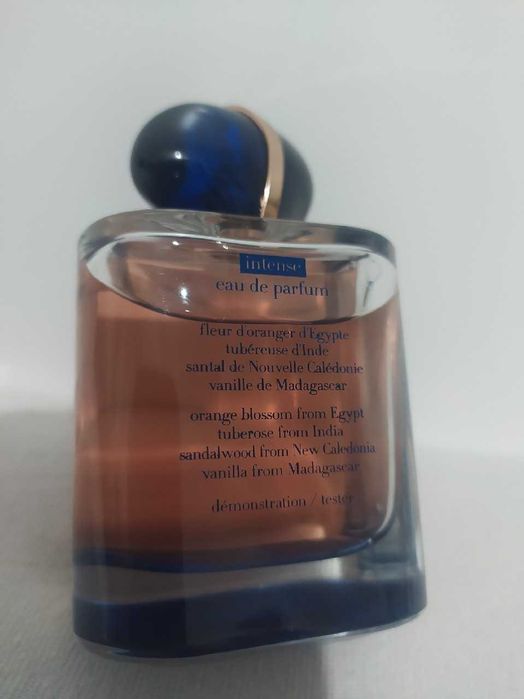 intense
eau de parfum
fleur d'oranger d'Egypte
tubéreuse d'Inde
santal de Nouvelle Calédonie
vanille de Madagascar
orange blossom from Egypt
tuberose from India
sandalwood from New Caledonia
vanilla from Madagascar
démonstration / tester